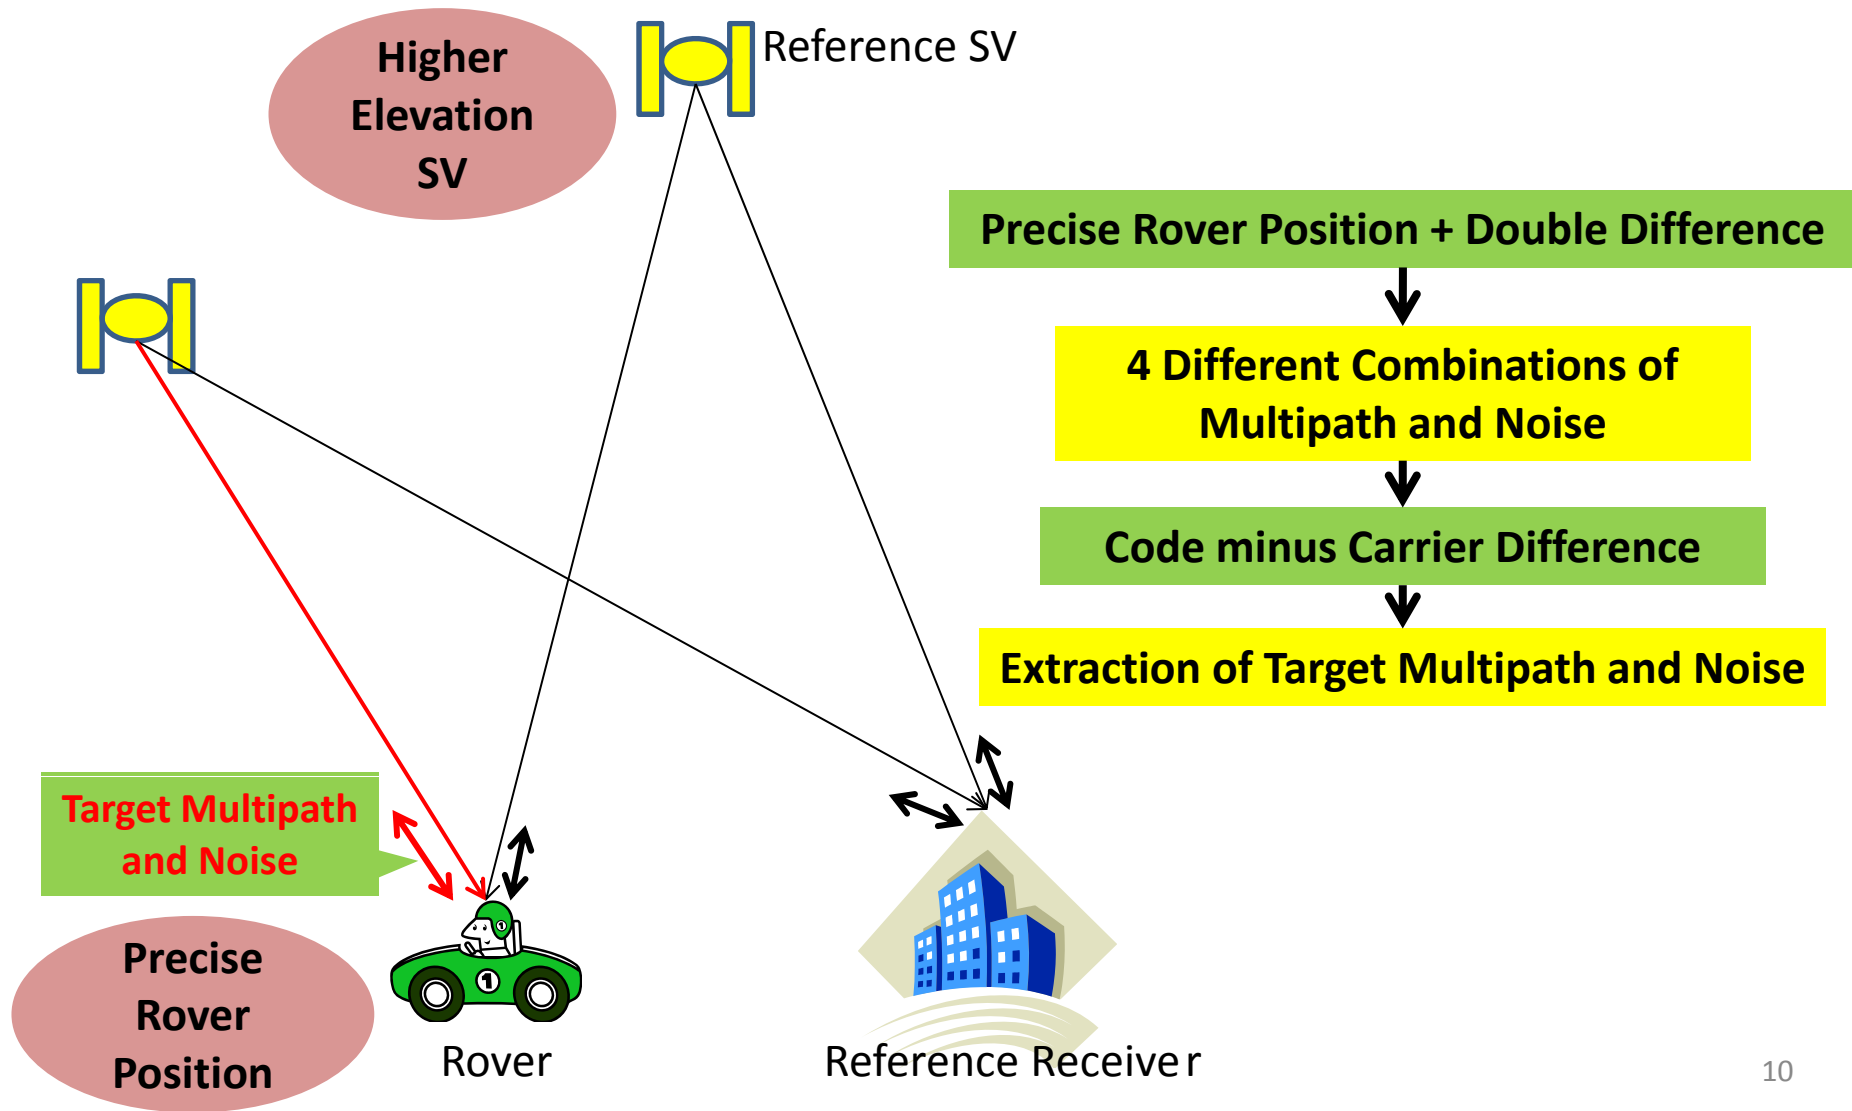 Higher
Elevation
SV
Reference SV
Precise Rover Position + Double Difference
4 Different Combinations of
Multipath and Noise
Code minus Carrier Difference
Extraction of Target Multipath and Noise
Target Multipath
and Noise
Precise
Rover
Position
1
1
Rover
Reference Receiver
10